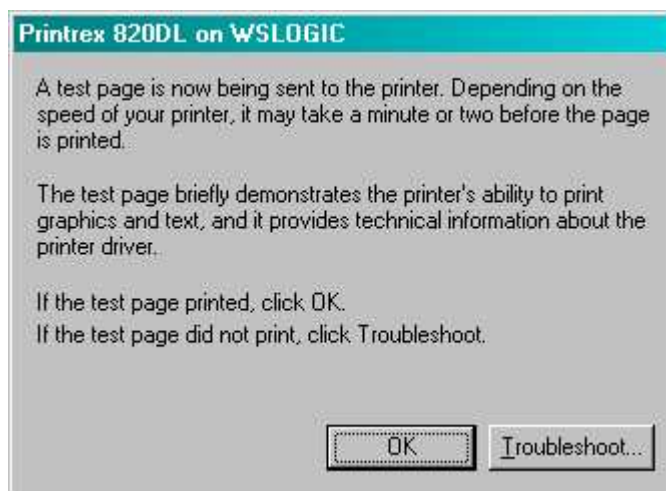 Printrex 820DL on WSLOGIC
A test page is now being sent to the printer. Depending on the
speed of your printer, it may take a minute or two before the page
is printed.
The test page briefly demonstrates the printer's ability to print
graphics and text, and it provides technical information about the
printer driver.
If the test page printed, click OK.
If the test page did not print, click Troubleshoot.
OK
Troubleshoot...